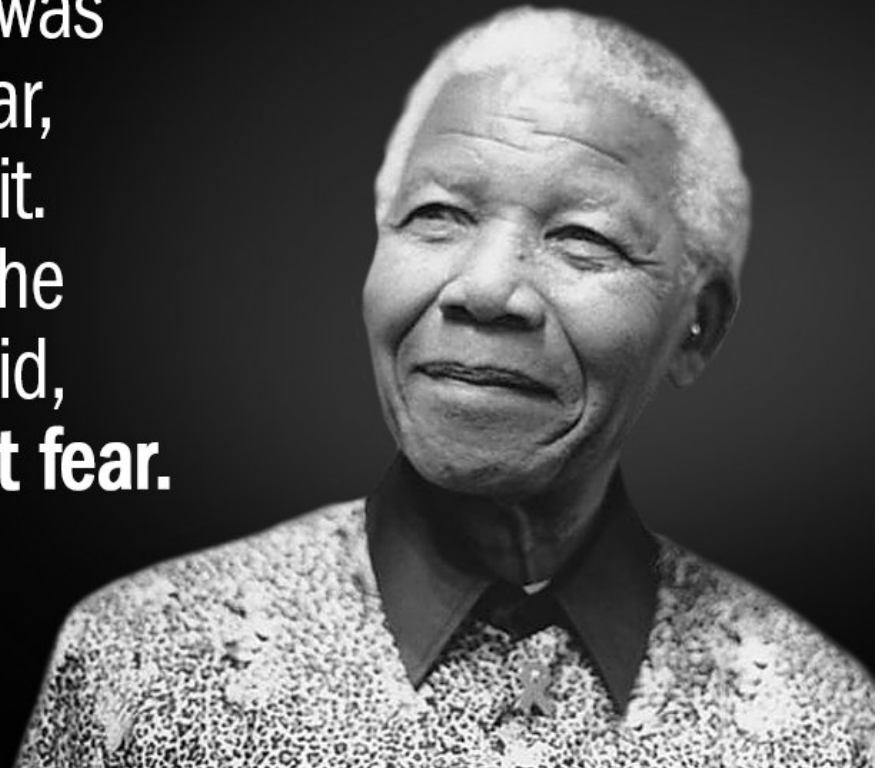 was
ar,
it.
he
id,
t fear.